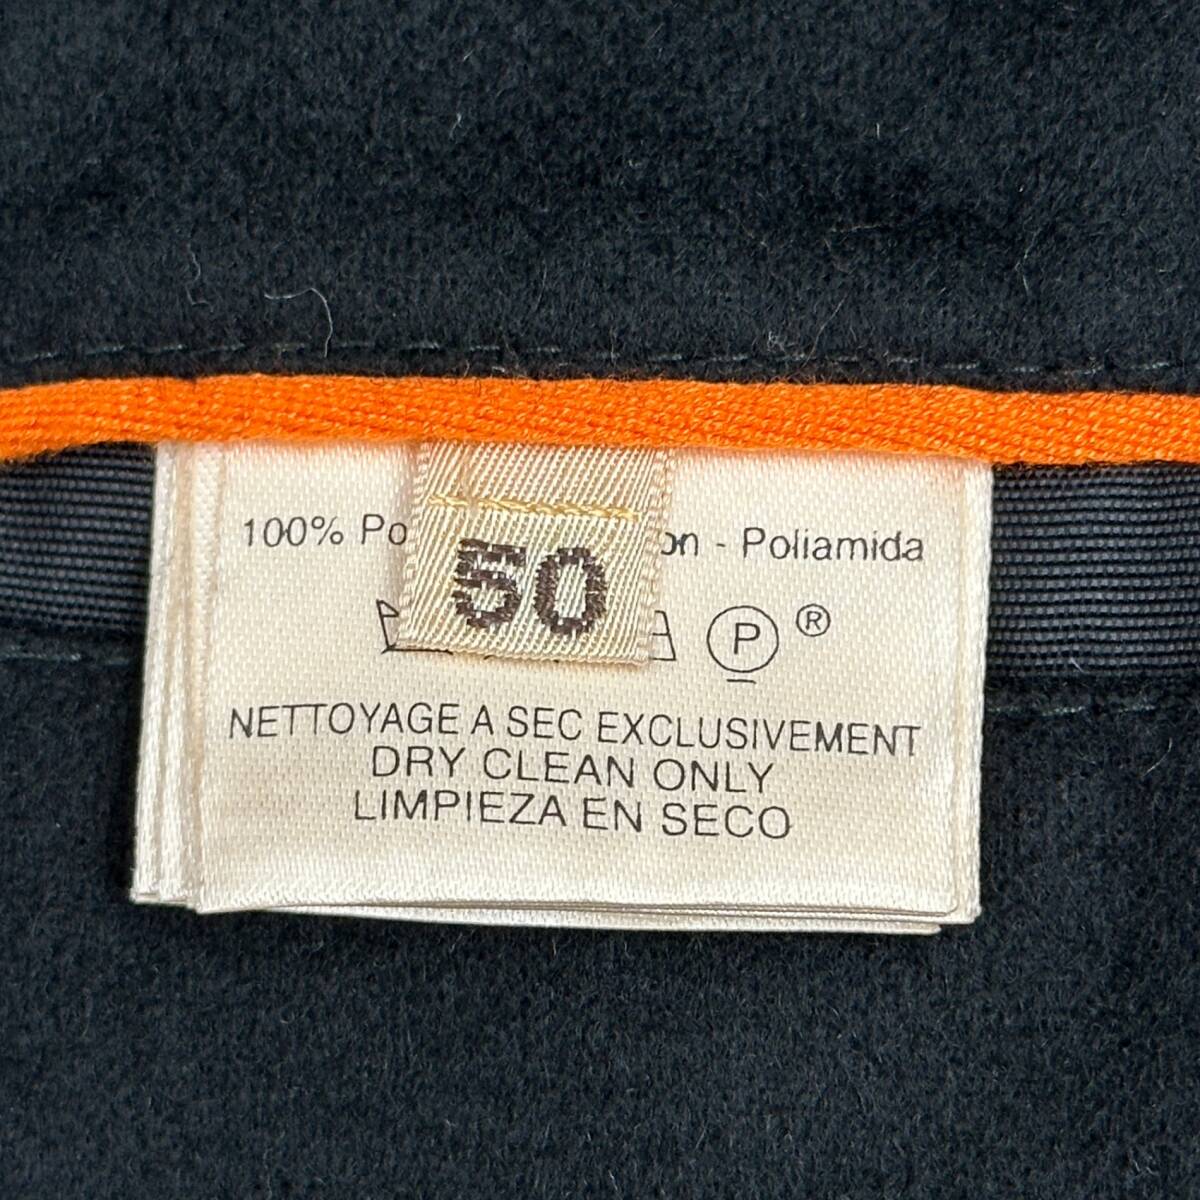 100% Po on - Poliamida
50
P ®
NETTOYAGE A SEC EXCLUSIVEMENT
DRY CLEAN ONLY
LIMPIEZA EN SECO